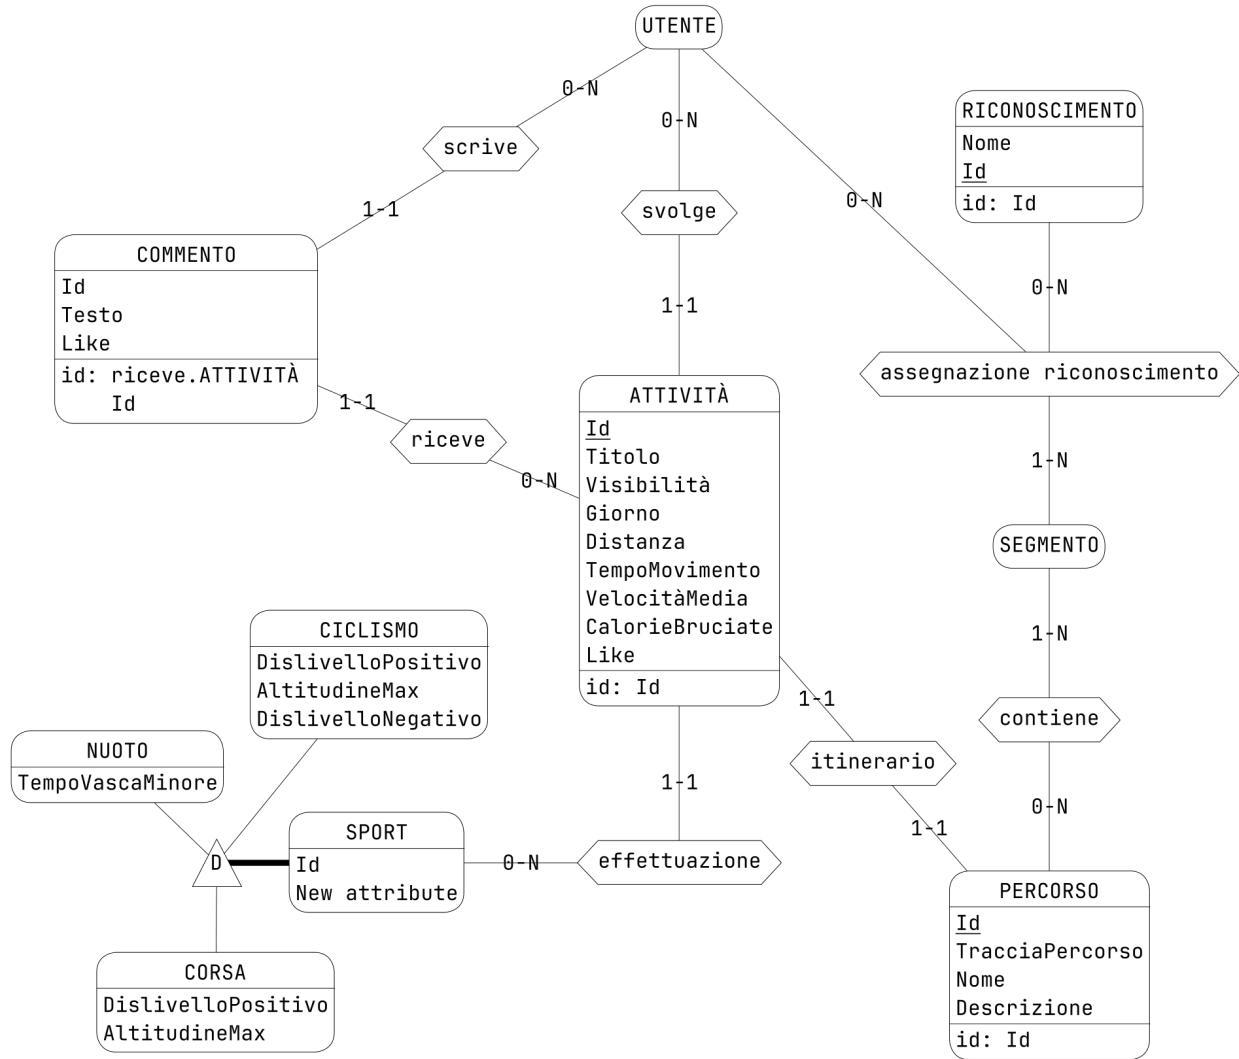 UTENTE
0-N
scrive
1-1
0-N
svolge
1-1
0-N
RICONOSCIMENTO
Nome
Id
id: Id
0-N
assegnazione riconoscimento
1-N
COMMENTO
Id
Testo
Like
id: riceve.ATTIVITÀ
Id
1-1
riceve
0-N
ATTIVITÀ
Id
Titolo
Visibilità
Giorno
Distanza
TempoMovimento
VelocitàMedia
CalorieBruciate
Like
id: Id
SEGMENTO
1-N
contiene
0-N
1-1
itinerario
1-1
CICLISMO
DislivelloPositivo
AltitudineMax
DislivelloNegativo
NUOTO
TempoVascaMinore
D
SPORT
Id
New attribute
0-N
effettuazione
1-1
CORSA
DislivelloPositivo
AltitudineMax
PERCORSO
Id
TracciaPercorso
Nome
Descrizione
id: Id